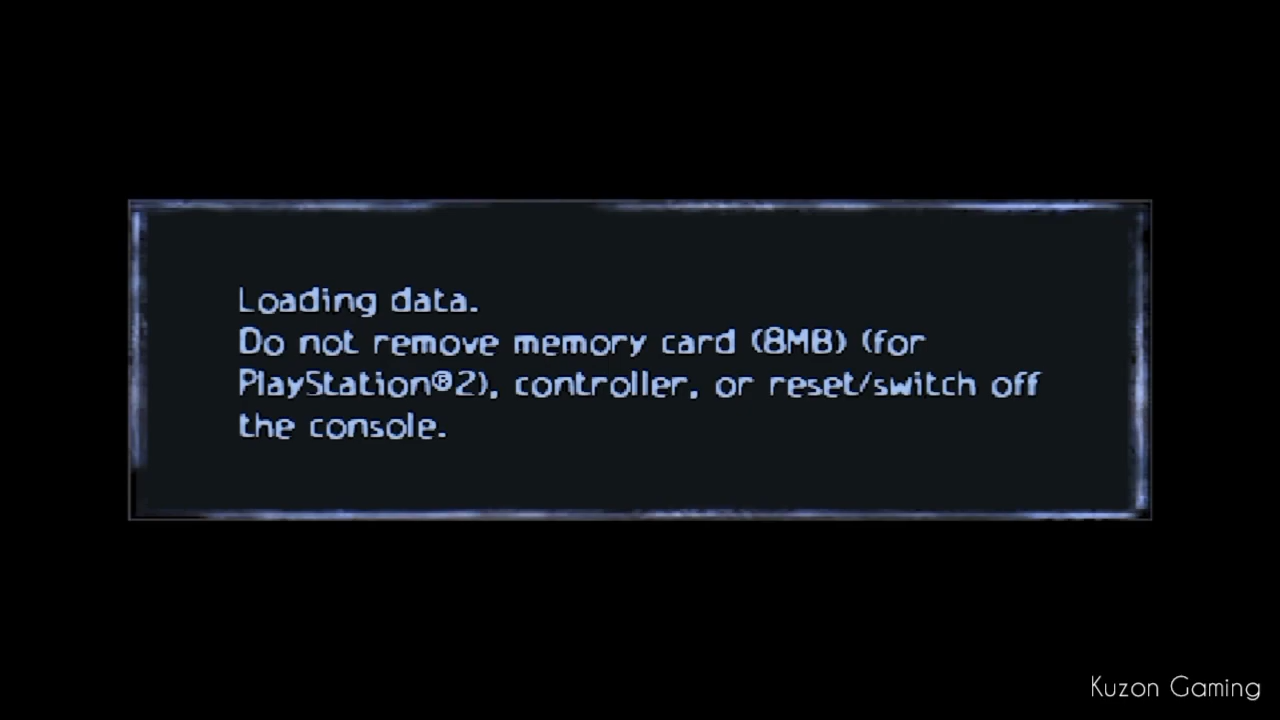 Loading data.
Do not remove memory card (8MB) (for
PlayStation®2), controller, or reset/switch off
the console.
Kuzon Gaming